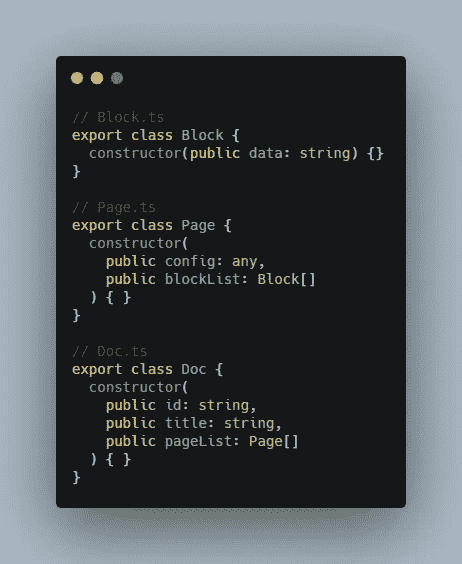 // Block.ts
export class Block {
  constructor(public data: string) {}
}
// Page.ts
export class Page {
  constructor(
    public config: any,
    public blockList: Block[]
  ) { }
}
// Doc.ts
export class Doc {
  constructor(
    public id: string,
    public title: string,
    public pageList: Page[]
  ) { }
}